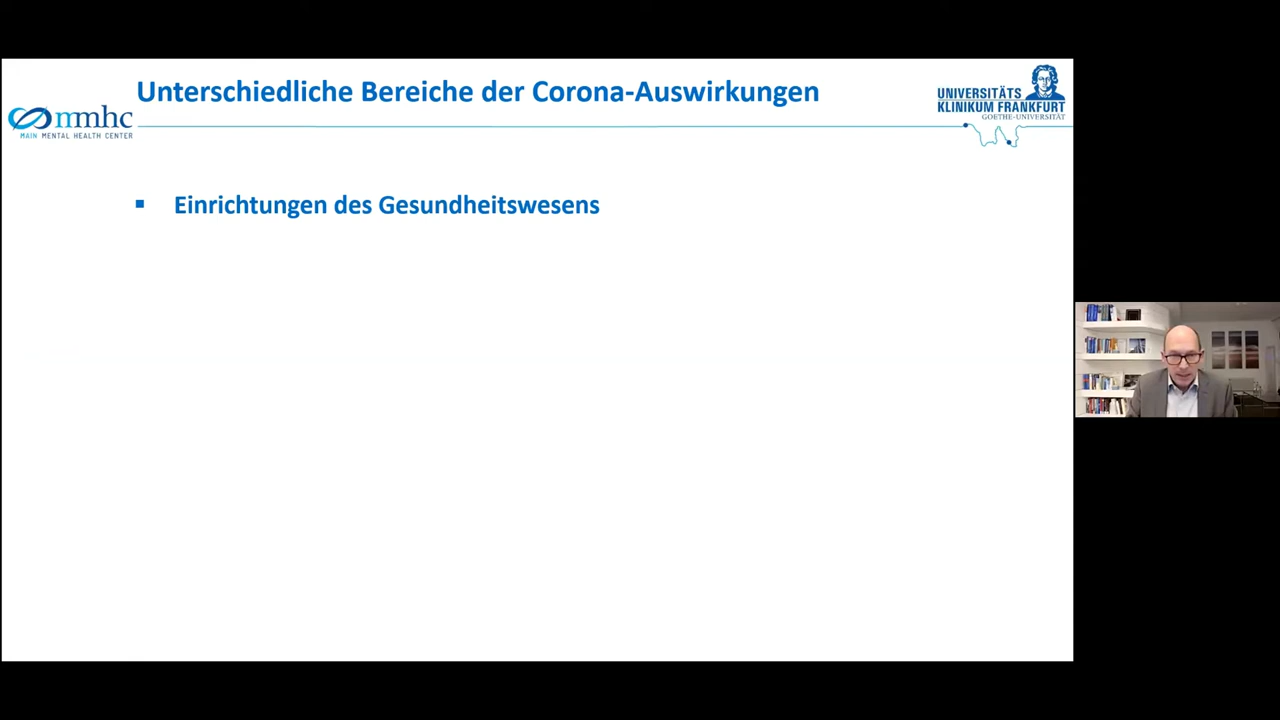 Unterschiedliche Bereiche der Corona-Auswirkungen
mmhc
MAIN MENTAL HEALTH CENTER
UNIVERSITÄTS
KLINIKUM FRANKFURT
GOETHE-UNIVERSITÄT
▪ Einrichtungen des Gesundheitswesens